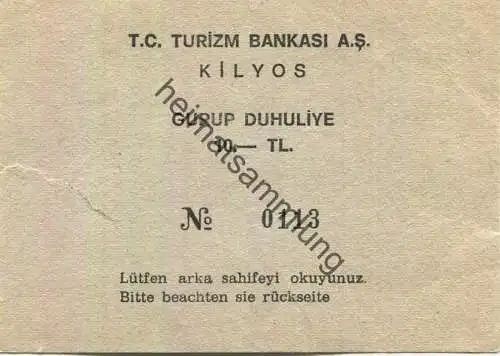 T.C. TURİZM BANKASI A.Ş.
KİLYOS
GURUP DUHULİYE
10.— TL.
№ 0113
Lütfen arka sahifeyi okuyunuz.
Bitte beachten sie rückseite
heimatsammlung